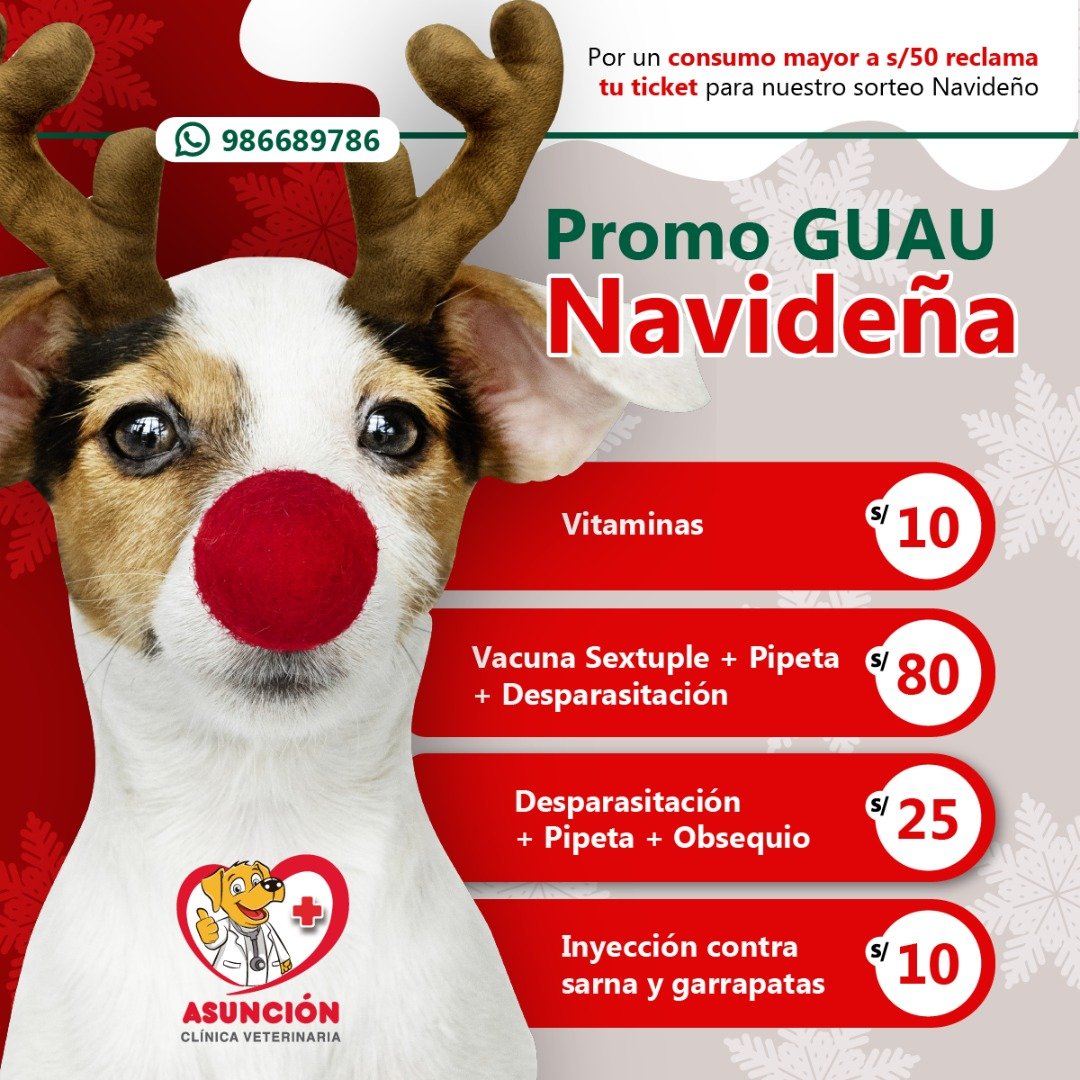 Por un consumo mayor a s/50 reclama
tu ticket para nuestro sorteo Navideño
986689786
Promo GUAU
Navideña
Vitaminas
s/ 10
Vacuna Sextuple + Pipeta
+ Desparasitación
s/ 80
Desparasitación
+ Pipeta + Obsequio
s/ 25
Inyección contra
sarna y garrapatas
s/ 10
ASUNCIÓN
CLÍNICA VETERINARIA